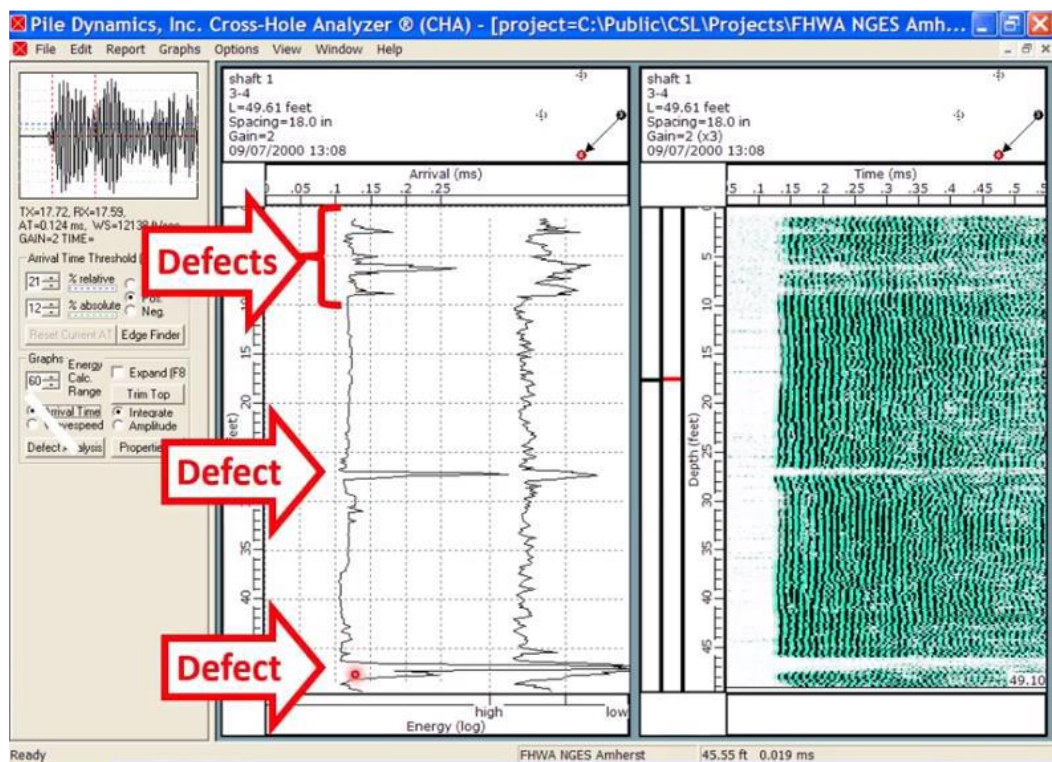 Pile Dynamics, Inc. Cross-Hole Analyzer ® (CHA) - [project=C:\Public\CSL\Projects\FHWA NGES Amh...
File Edit Report Graphs Options View Window Help
TX=17.72, RX=17.59,
AT=0.124 ms, WS=12138
GAIN=2 TIME=
Arrival Time Threshold
21 % relative
12 % absolute
Pos.
Neg.
Reset Current AT Edge Finder
Graphs
60 Energy Calc. Range
Expand (F8
Trim Top
Arrival Time Integrate
Amplitude
Defect
shaft 1
3-4
L=49.61 feet
Spacing=18.0 in
Gain=2
09/07/2000 13:08
Arrival (ms)
0 .05 .1 .15 .2 .25 .3 .35 .4
Defects
Defect
Defect
15
20
35
40
high low
Energy (log)
shaft 1
3-4
L=49.61 feet
Spacing=18.0 in
Gain=2 (x3)
09/07/2000 13:08
Time (ms)
.1 .15 .2 .25 .3 .35 .4 .45 .5
Depth (feet)
5
10
15
20
25
30
35
40
45
49.10
Ready FHWA NGES Amherst 45.55 ft 0.019 ms